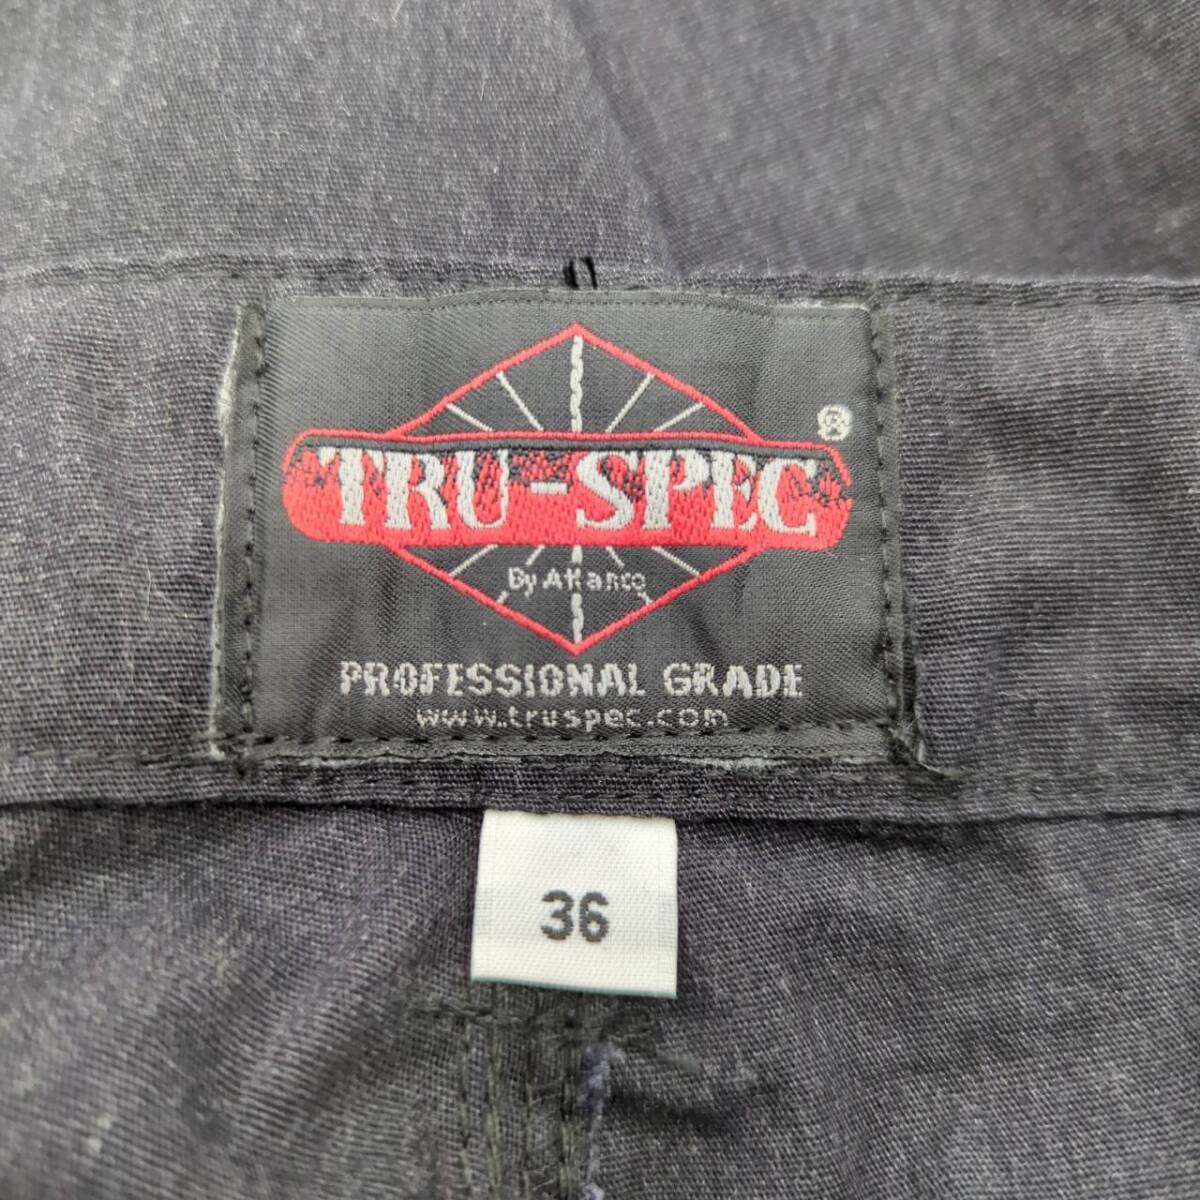 ®
TRU-SPEC
By Atlanco
PROFESSIONAL GRADE
www.truspec.com
36